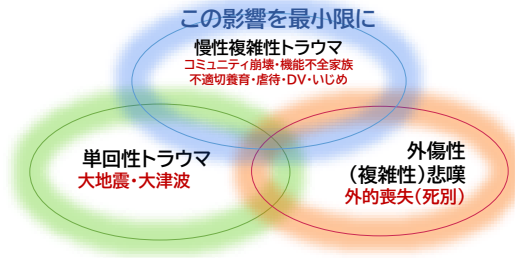 この影響を最小限に
慢性複雑性トラウマ
コミュニティ崩壊・機能不全家族
不適切養育・虐待・DV・いじめ
単回性トラウマ
大地震・大津波
外傷性
（複雑性）悲嘆
外的喪失（死別）